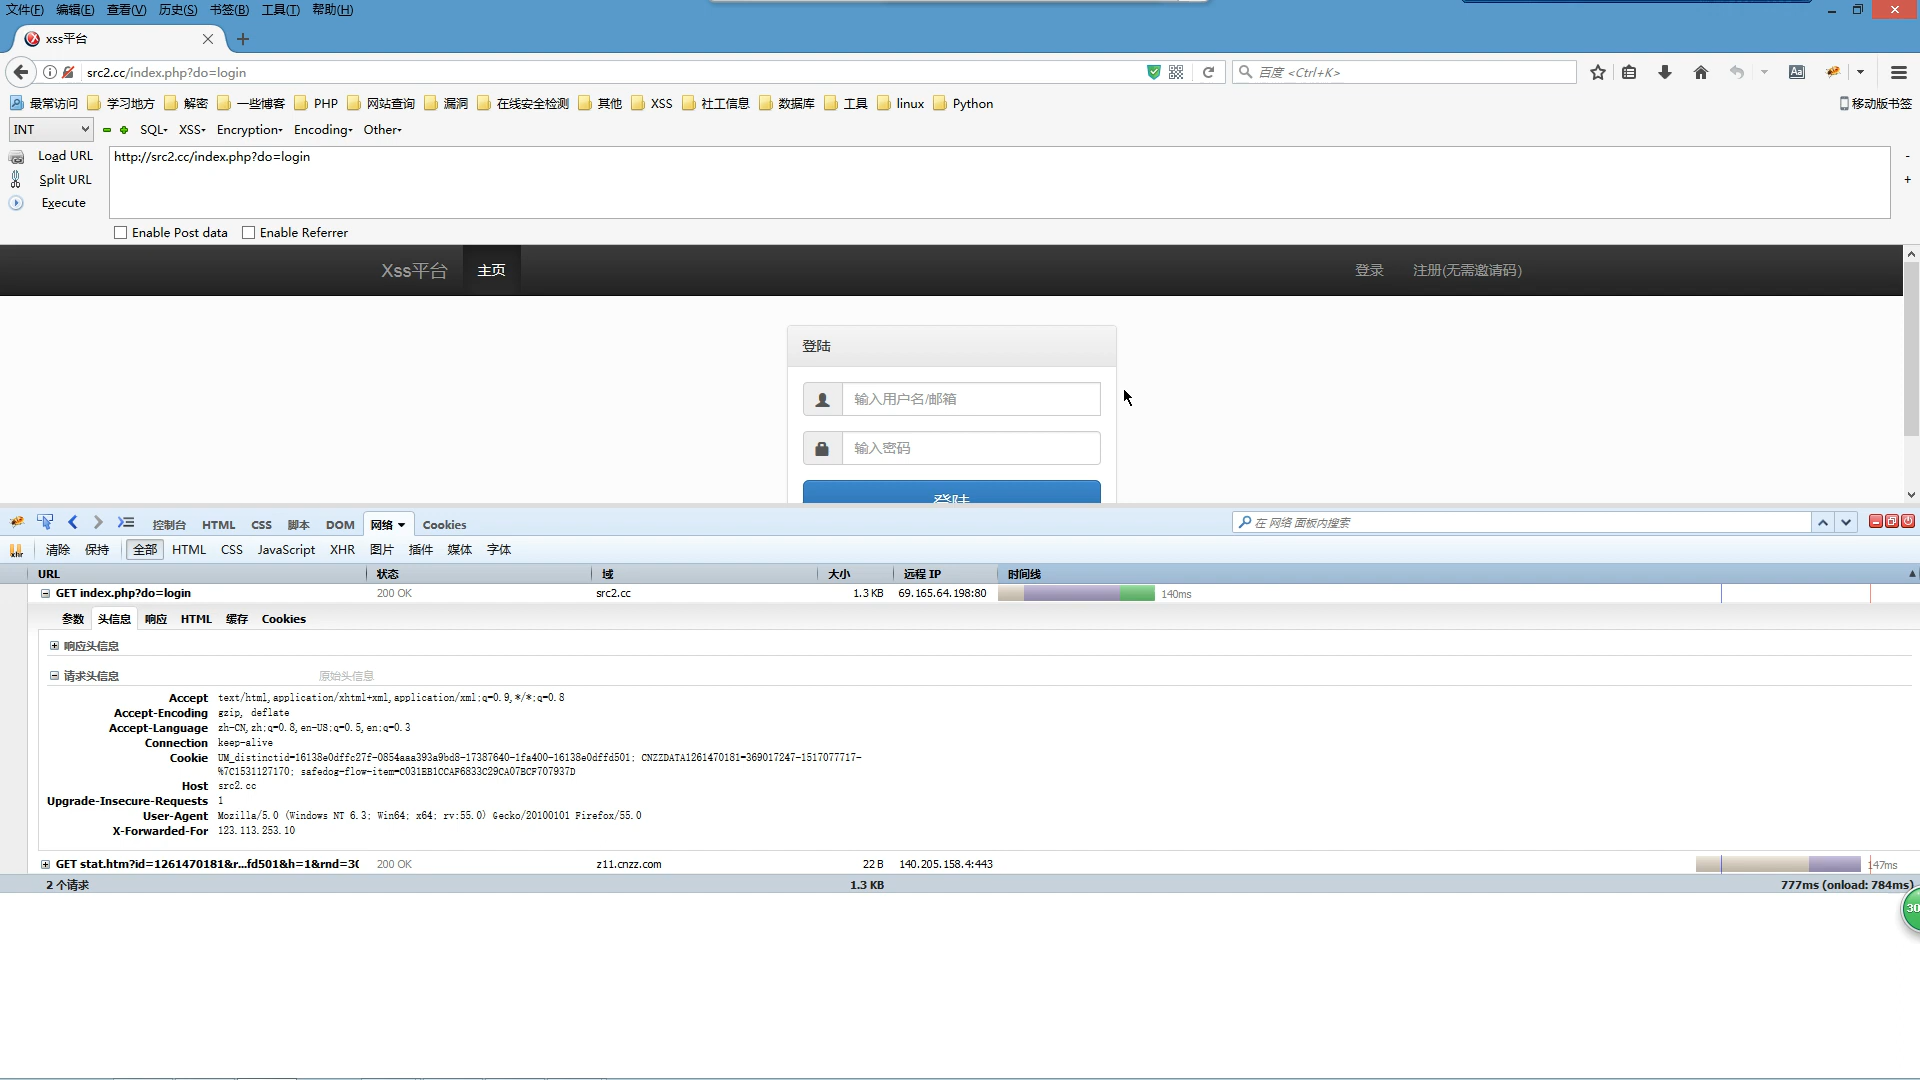 文件(F) 编辑(E) 查看(V) 历史(S) 书签(B) 工具(T) 帮助(H)
xss平台
src2.cc/index.php?do=login
百度 <Ctrl+K>
最常访问 学习地方 解密 一些博客 PHP 网站查询 漏洞 在线安全检测 其他 XSS 社工信息 数据库 工具 linux Python 移动版书签
INT SQL XSS Encryption Encoding Other
Load URL http://src2.cc/index.php?do=login -
Split URL +
Execute
Enable Post data Enable Referrer
Xss平台 主页 登录 注册(无需邀请码)
登陆
输入用户名/邮箱
输入密码
登陆
控制台 HTML CSS 脚本 DOM 网络 Cookies 在 网络 面板内搜索
xhr 清除 保持 全部 HTML CSS JavaScript XHR 图片 插件 媒体 字体
URL 状态 域 大小 远程 IP 时间线
GET index.php?do=login 200 OK src2.cc 1.3 KB 69.165.64.198:80 140ms
参数 头信息 响应 HTML 缓存 Cookies
响应头信息
请求头信息 原始头信息
Accept text/html,application/xhtml+xml,application/xml;q=0.9,*/*;q=0.8
Accept-Encoding gzip, deflate
Accept-Language zh-CN,zh;q=0.8,en-US;q=0.5,en;q=0.3
Connection keep-alive
Cookie UM_distinctid=16138e0dffc27f-0854aaa393a9bd8-17387640-1fa400-16138e0dffd501; CNZZDATA1261470181=369017247-1517077717-
%7C1531127170; safedog-flow-item=C031EB1CCAF6833C29CA07BCF707937D
Host src2.cc
Upgrade-Insecure-Requests 1
User-Agent Mozilla/5.0 (Windows NT 6.3; Win64; x64; rv:55.0) Gecko/20100101 Firefox/55.0
X-Forwarded-For 123.113.253.10
GET stat.htm?id=1261470181&r...fd501&h=1&rnd=30 200 OK z11.cnzz.com 22 B 140.205.158.4:443 147ms
2 个请求 1.3 KB 777ms (onload: 784ms)
30